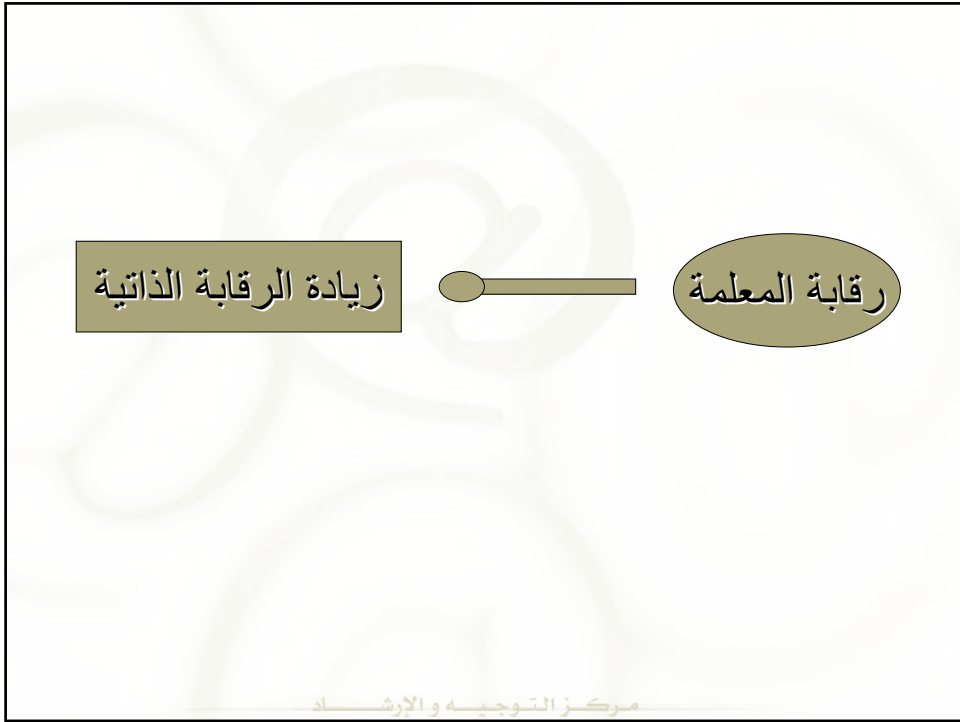 رقابة المعلمة
زيادة الرقابة الذاتية
مركز التوجيه و الإرشاد